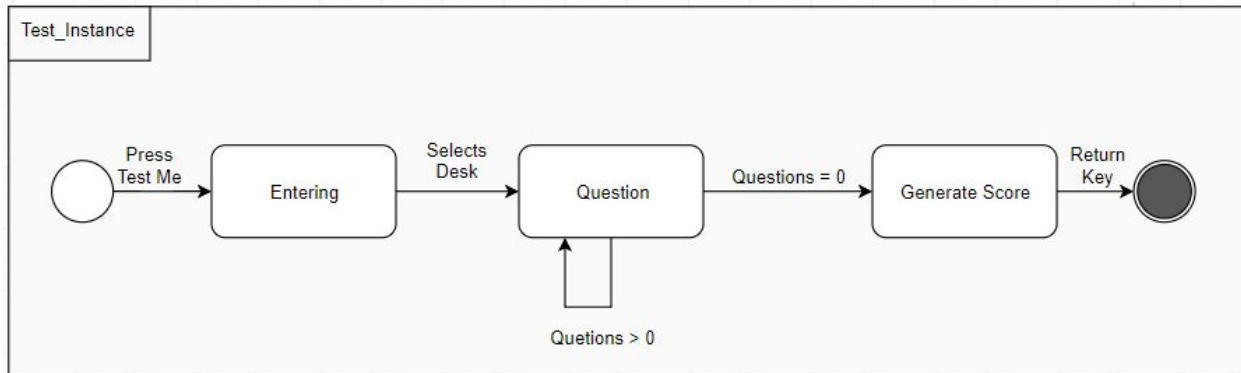 Test_Instance
Press
Test Me
Entering
Selects
Desk
Question
Questions = 0
Generate Score
Return
Key
Quetions > 0